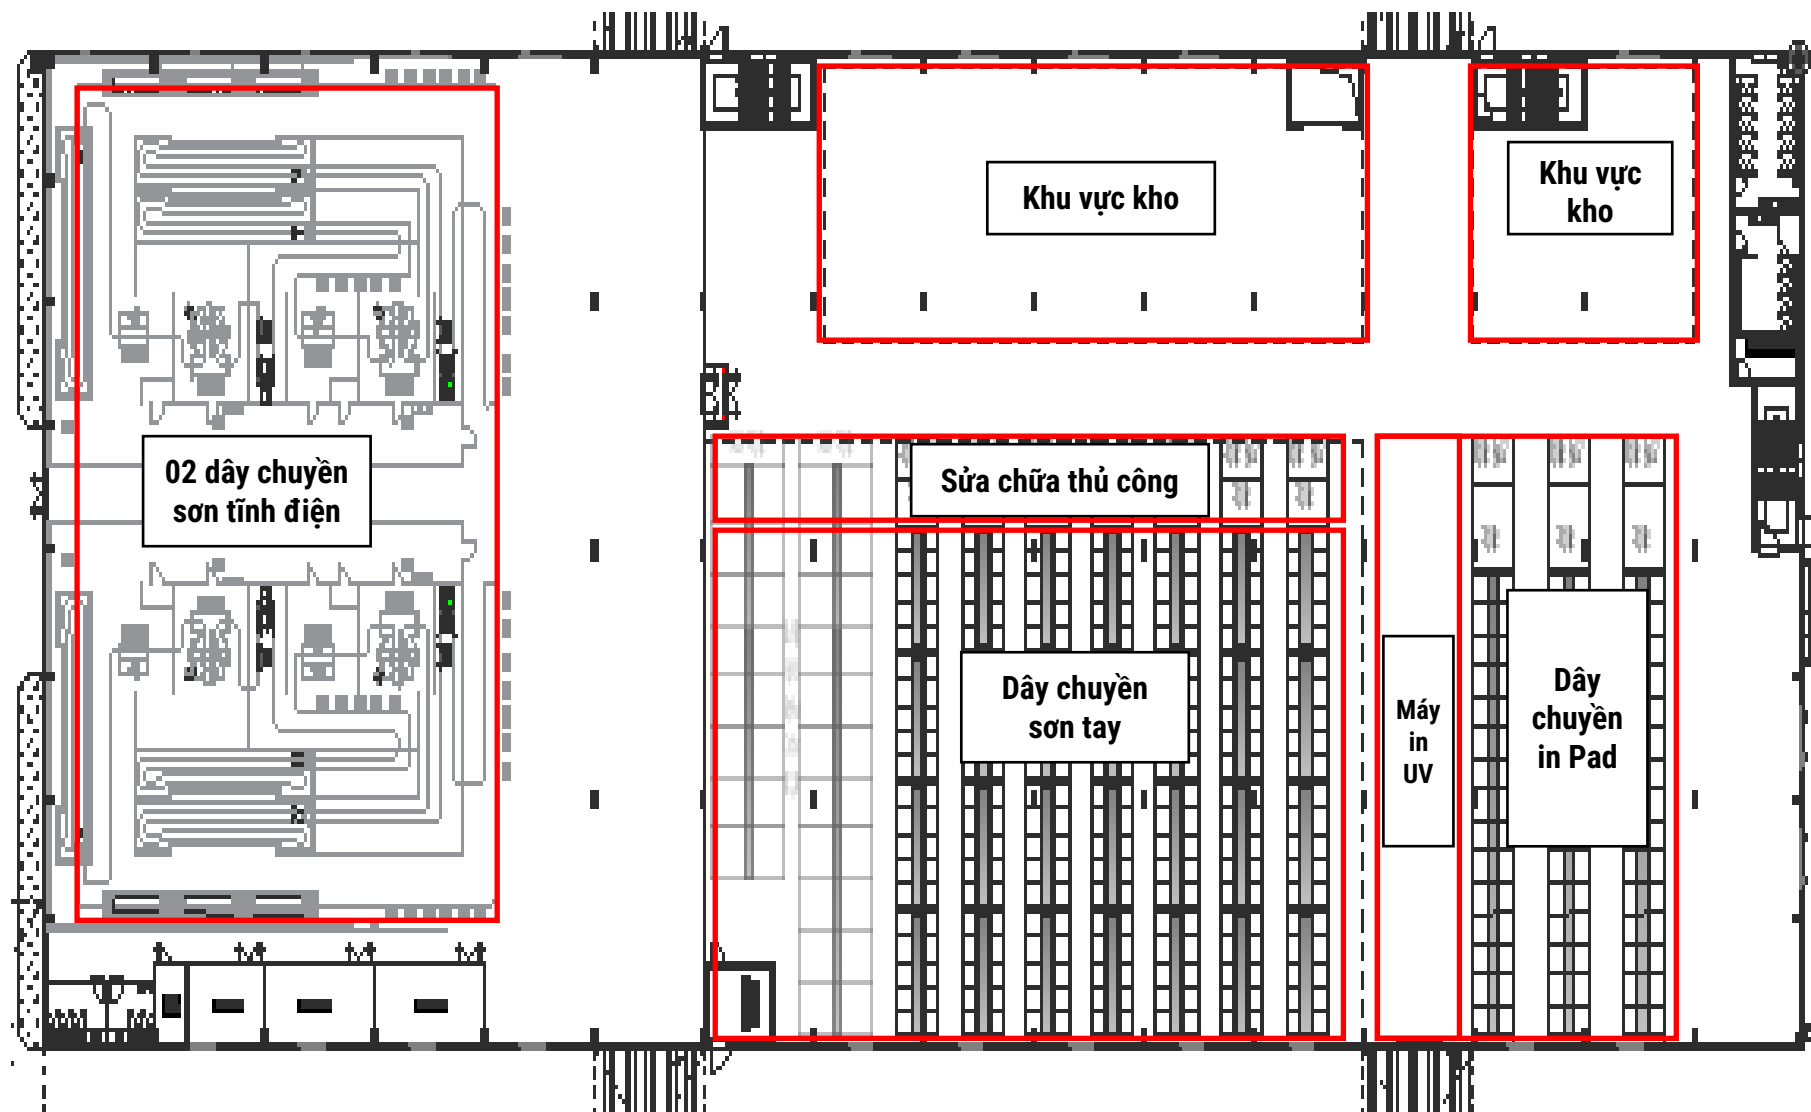 Khu vực kho
Khu vực
kho
02 dây chuyền
sơn tĩnh điện
Sửa chữa thủ công
Dây chuyền
sơn tay
Máy
in
UV
Dây
chuyền
in Pad